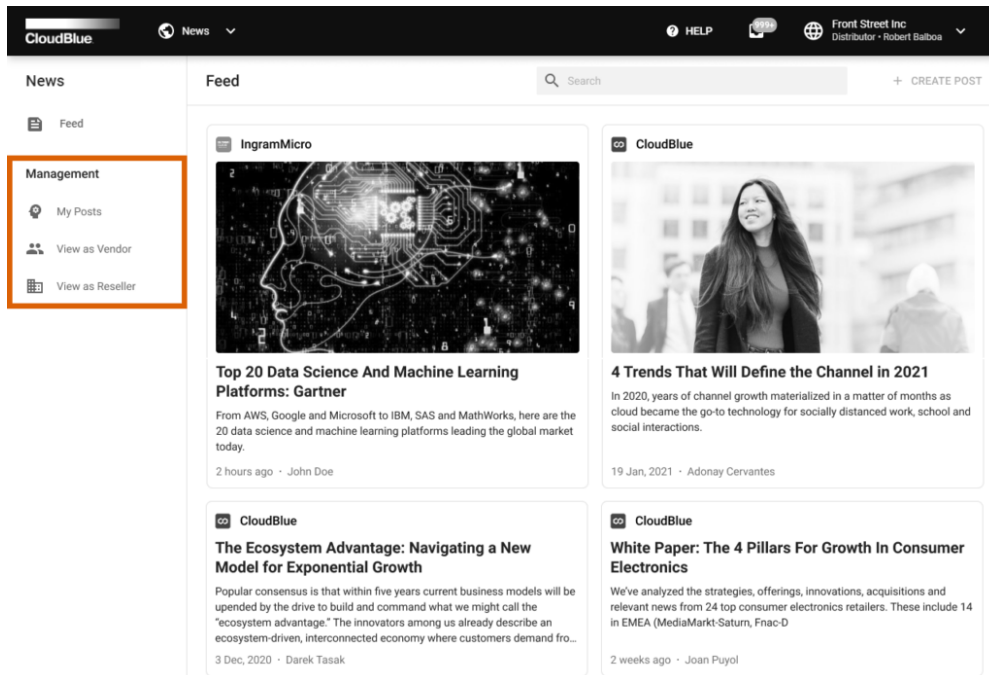 CloudBlue
News
HELP
999+
Front Street Inc
Distributor • Robert Balboa
News
Feed
Management
My Posts
View as Vendor
View as Reseller
Feed
Search
+ CREATE POST
IngramMicro
Top 20 Data Science And Machine Learning
Platforms: Gartner
From AWS, Google and Microsoft to IBM, SAS and MathWorks, here are the
20 data science and machine learning platforms leading the global market
today.
2 hours ago · John Doe
CloudBlue
4 Trends That Will Define the Channel in 2021
In 2020, years of channel growth materialized in a matter of months as
cloud became the go-to technology for socially distanced work, school and
social interactions.
19 Jan, 2021 · Adonay Cervantes
CloudBlue
The Ecosystem Advantage: Navigating a New
Model for Exponential Growth
Popular consensus is that within five years current business models will be
upended by the drive to build and command what we might call the
“ecosystem advantage.” The innovators among us already describe an
ecosystem-driven, interconnected economy where customers demand fro...
3 Dec, 2020 · Darek Tasak
CloudBlue
White Paper: The 4 Pillars For Growth In Consumer
Electronics
We’ve analyzed the strategies, offerings, innovations, acquisitions and
relevant news from 24 top consumer electronics retailers. These include 14
in EMEA (MediaMarkt-Saturn, Fnac-D
2 weeks ago · Joan Puyol